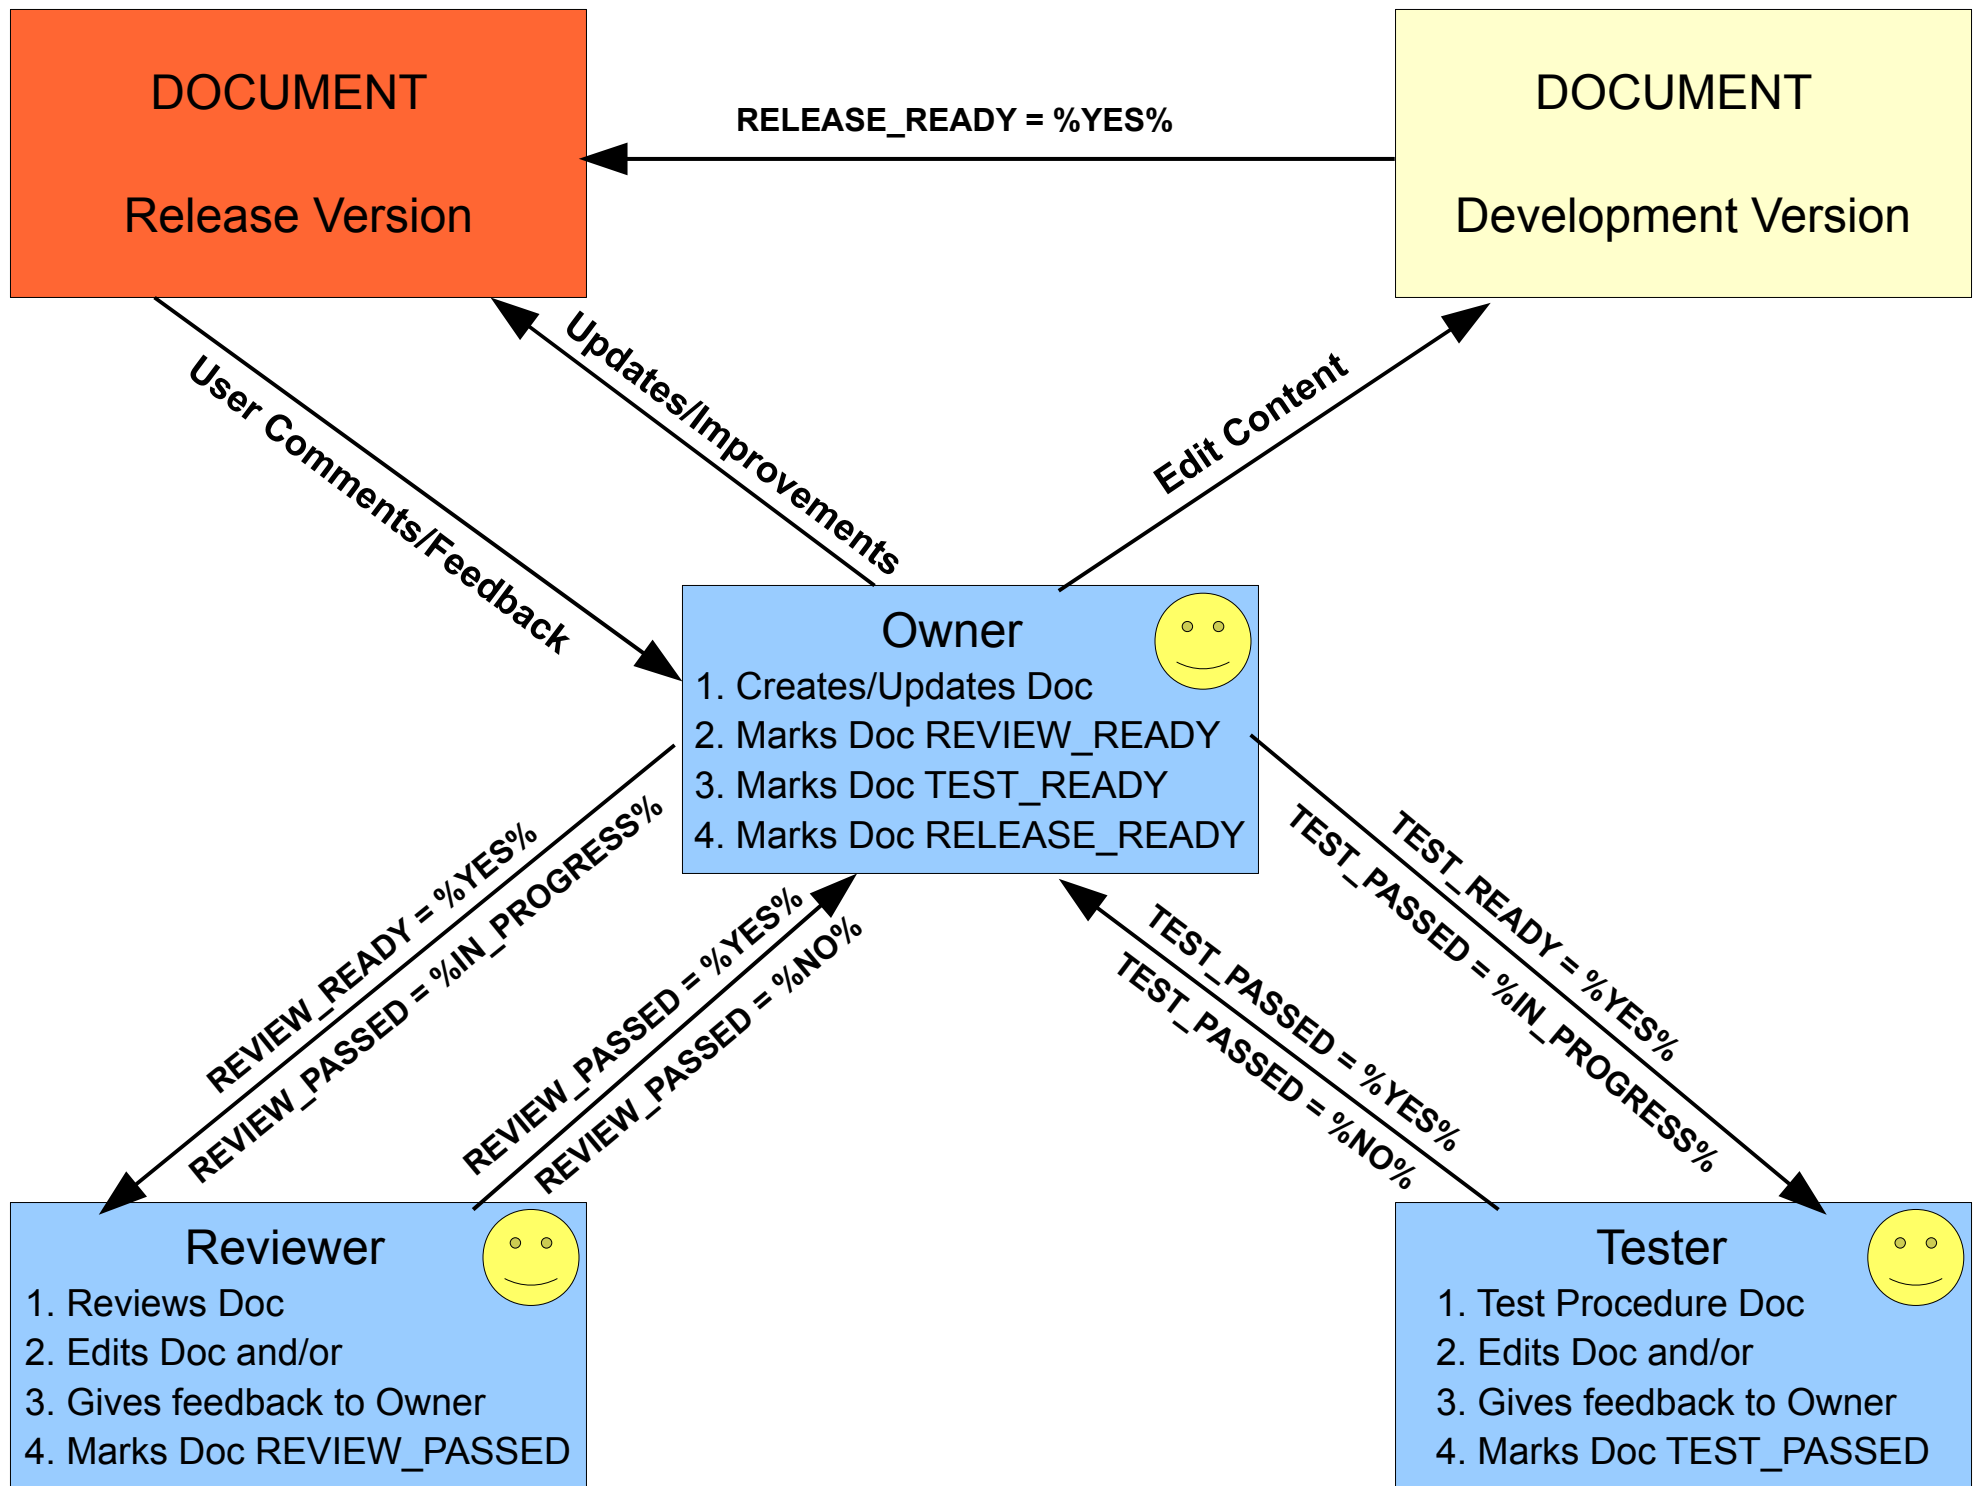 DOCUMENT
Release Version
RELEASE_READY = %YES%
DOCUMENT
Development Version
User Comments/Feedback
Updates/Improvements
Edit Content
Owner
1. Creates/Updates Doc
2. Marks Doc REVIEW_READY
3. Marks Doc TEST_READY
4. Marks Doc RELEASE_READY
REVIEW_READY = %YES%
REVIEW_PASSED = %IN_PROGRESS%
REVIEW_PASSED = %YES%
REVIEW_PASSED = %NO%
TEST_PASSED = %YES%
TEST_PASSED = %NO%
TEST_READY = %YES%
TEST_PASSED = %IN_PROGRESS%
Reviewer
1. Reviews Doc
2. Edits Doc and/or
3. Gives feedback to Owner
4. Marks Doc REVIEW_PASSED
Tester
1. Test Procedure Doc
2. Edits Doc and/or
3. Gives feedback to Owner
4. Marks Doc TEST_PASSED